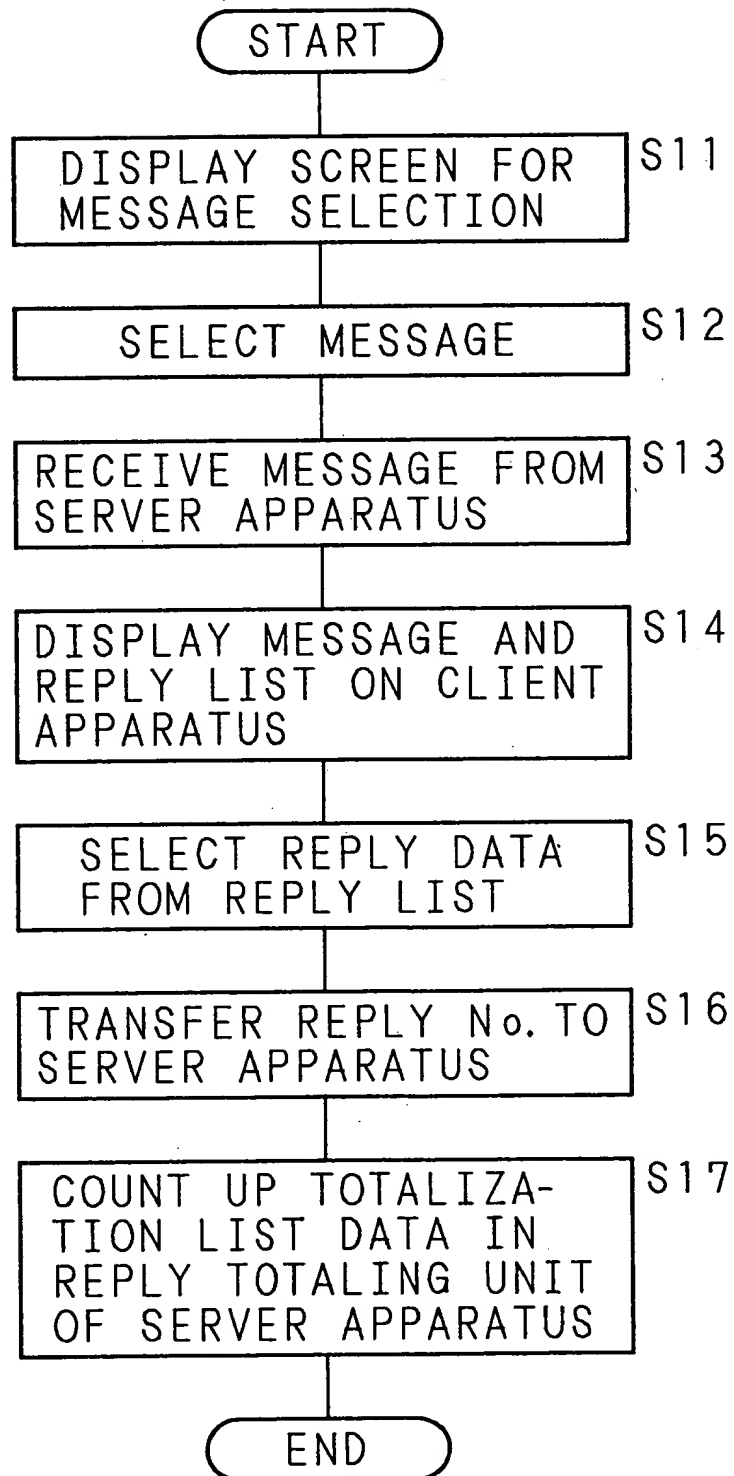 START
S11
DISPLAY SCREEN FOR
MESSAGE SELECTION
S12
SELECT MESSAGE
S13
RECEIVE MESSAGE FROM
SERVER APPARATUS
S14
DISPLAY MESSAGE AND
REPLY LIST ON CLIENT
APPARATUS
S15
SELECT REPLY DATA
FROM REPLY LIST
S16
TRANSFER REPLY No. TO
SERVER APPARATUS
S17
COUNT UP TOTALIZA-
TION LIST DATA IN
REPLY TOTALING UNIT
OF SERVER APPARATUS
END